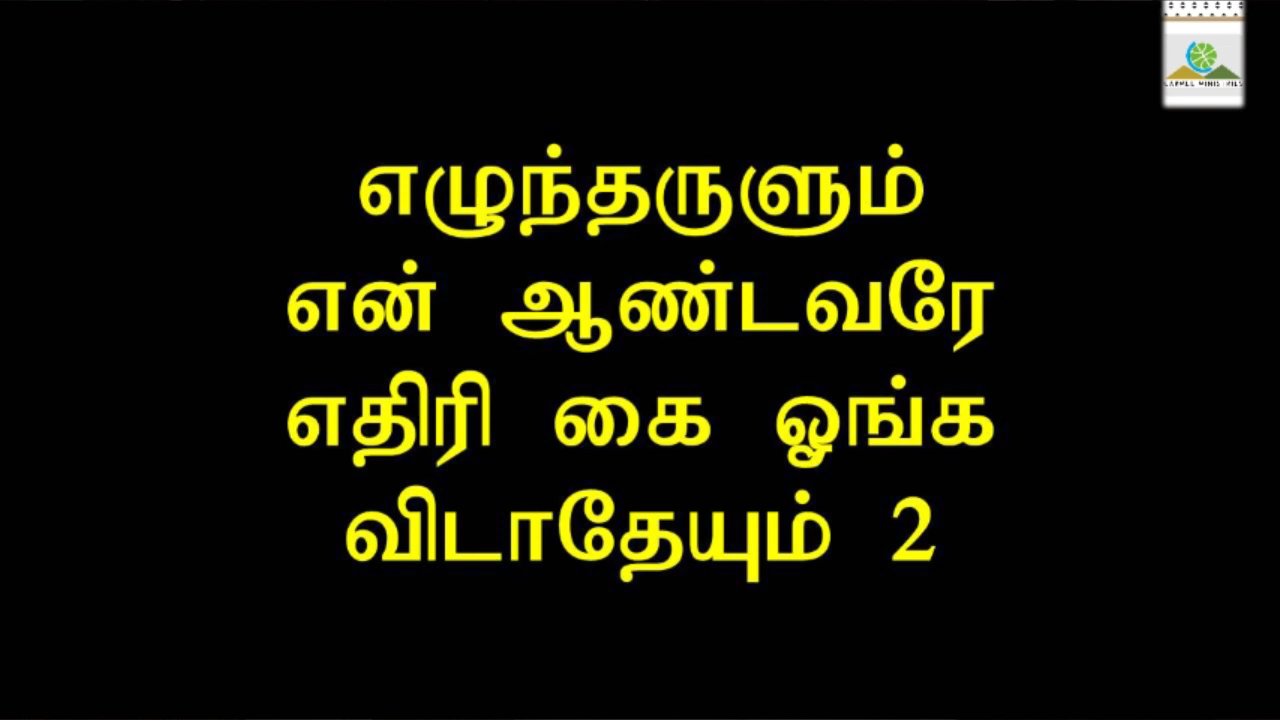 எழுந்தருளும்
என் ஆண்டவரே
எதிரி கை ஓங்க
விடாதேயும் 2